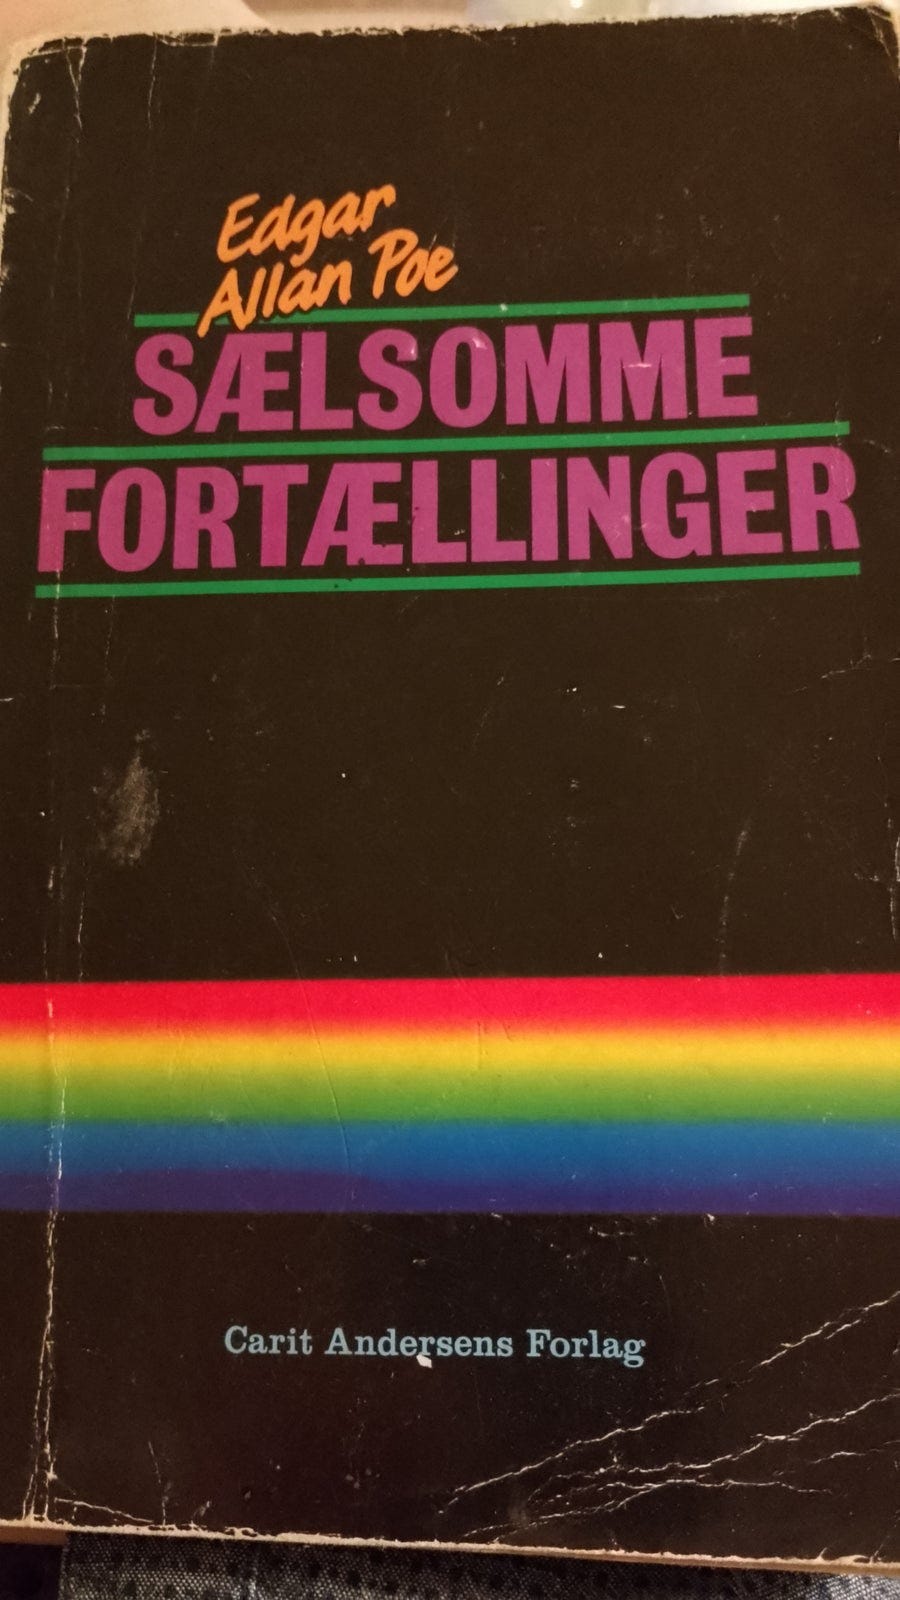 Edgar
Allan Poe
SÆLSOMME
FORTÆLLINGER
Carit Andersens Forlag